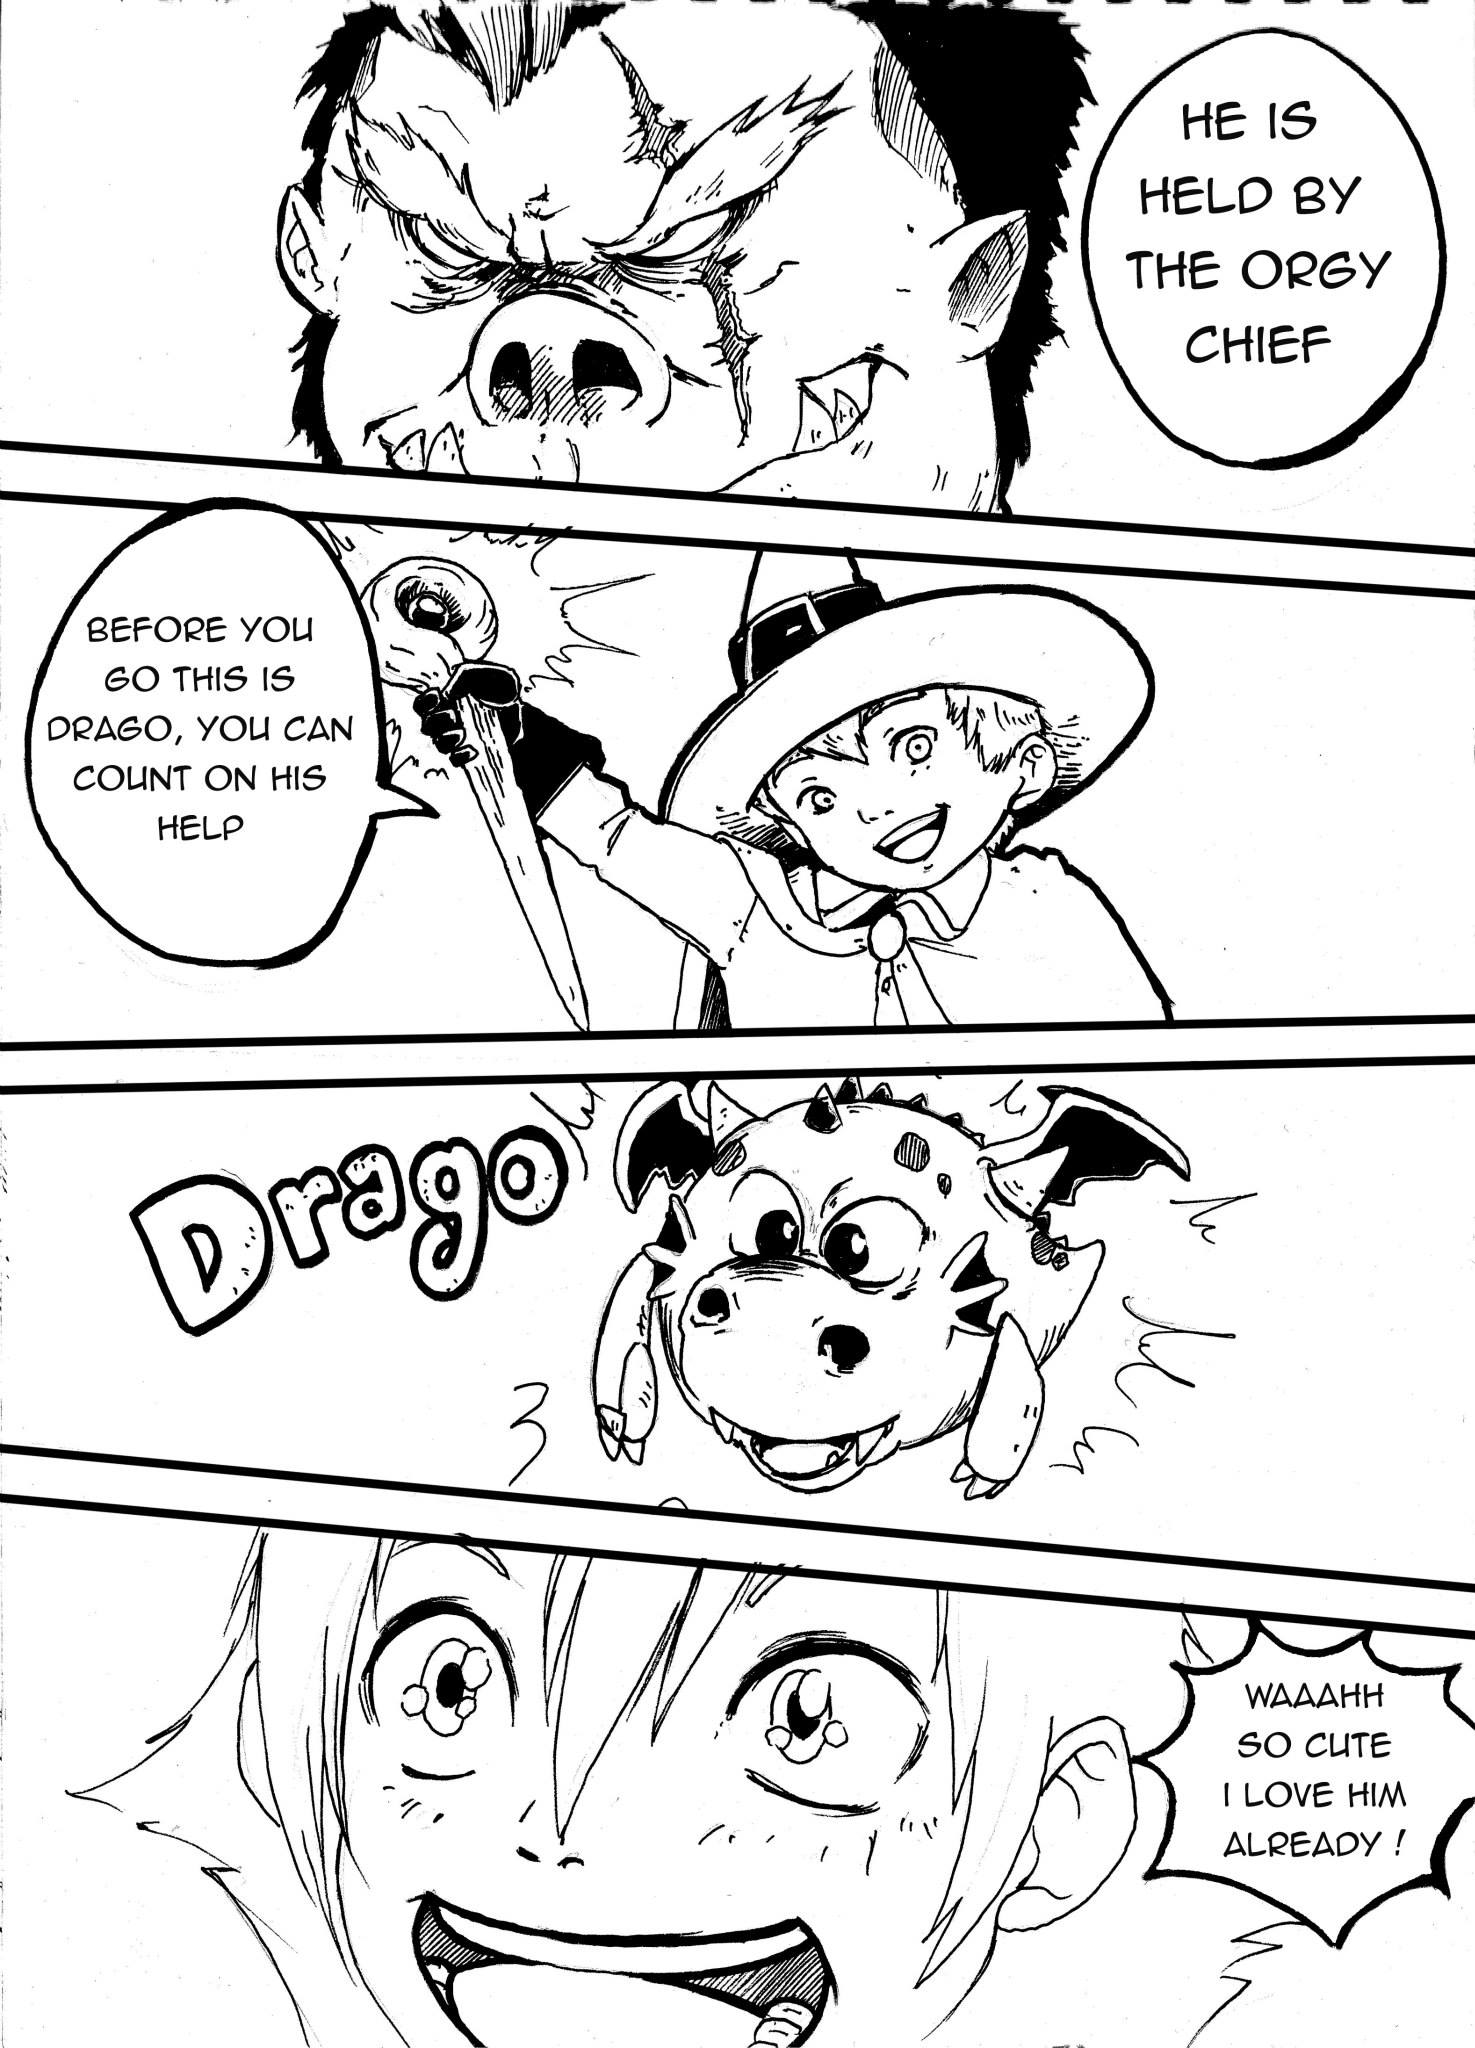 HE IS
HELD BY
THE ORGY
CHIEF
BEFORE YOU
GO THIS IS
DRAGO, YOU CAN
COUNT ON HIS
HELP
Drago
WAAAHH
SO CUTE
I LOVE HIM
ALREADY !